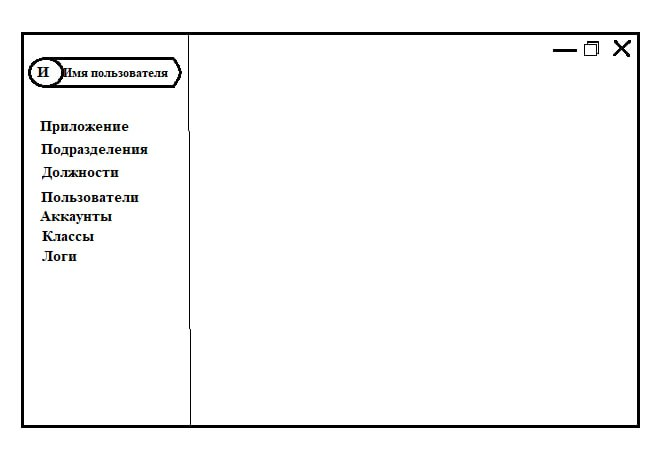 И Имя пользователя
Приложение
Подразделения
Должности
Пользователи
Аккаунты
Классы
Логи